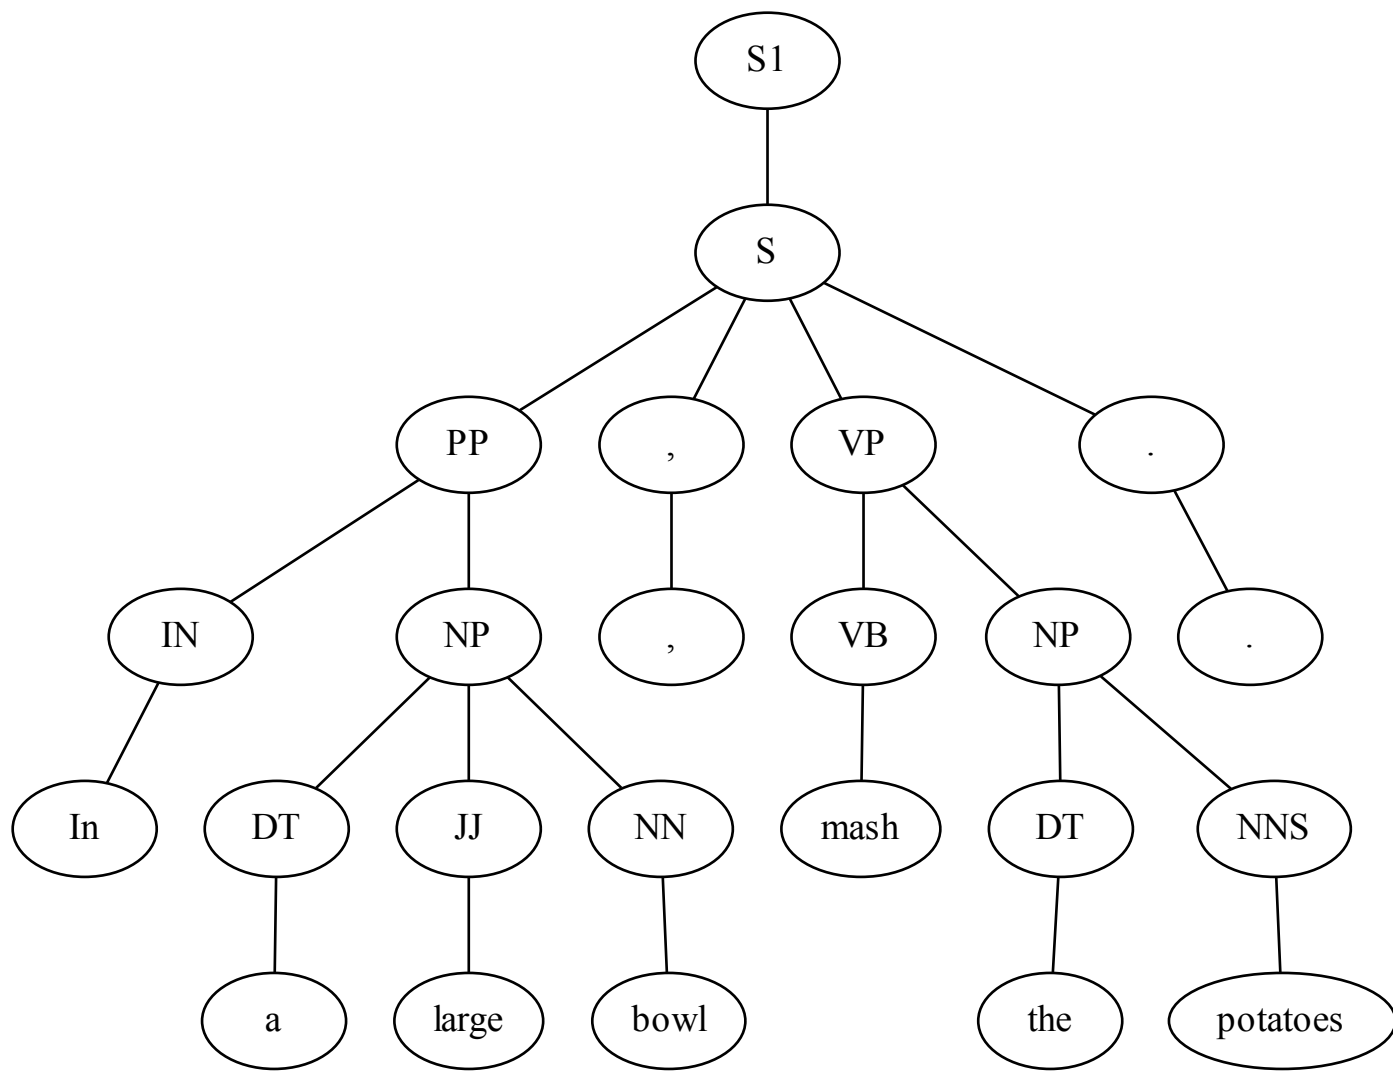 S1
S
PP , VP .
IN NP , VB NP .
In DT JJ NN mash DT NNS
a large bowl the potatoes